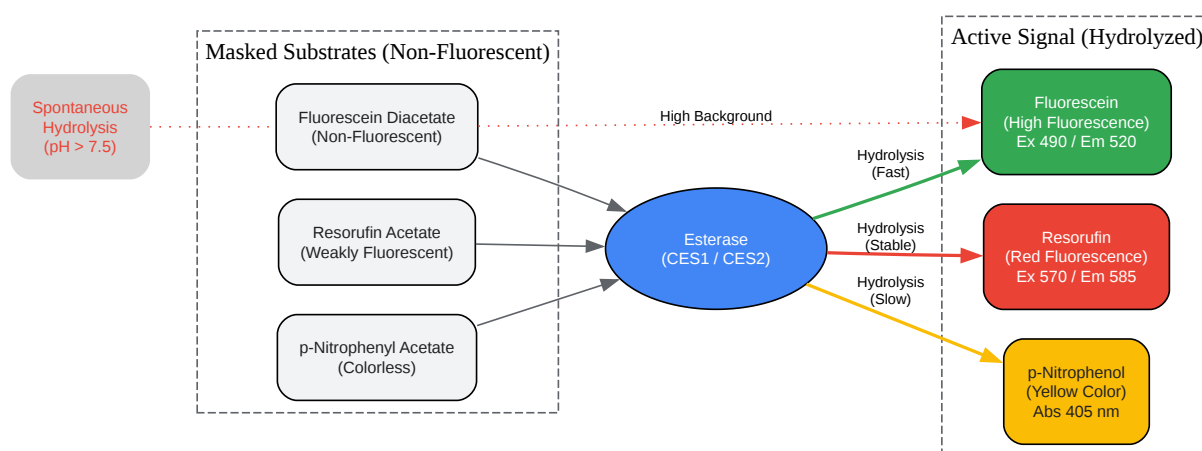 Masked Substrates (Non-Fluorescent)
Active Signal (Hydrolyzed)
Spontaneous
Hydrolysis
(pH > 7.5)
Fluorescein Diacetate
(Non-Fluorescent)
High Background
Fluorescein
(High Fluorescence)
Ex 490 / Em 520
Hydrolysis
(Fast)
Resorufin Acetate
(Weakly Fluorescent)
Esterase
(CES1 / CES2)
Hydrolysis
(Stable)
Resorufin
(Red Fluorescence)
Ex 570 / Em 585
Hydrolysis
(Slow)
p-Nitrophenyl Acetate
(Colorless)
p-Nitrophenol
(Yellow Color)
Abs 405 nm